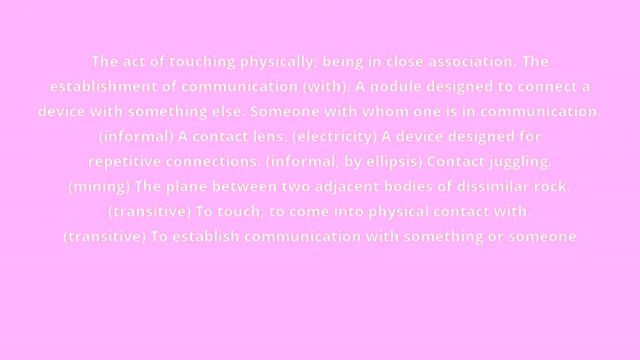 The act of touching physically; being in close association. The
establishment of communication (with). A nodule designed to connect a
device with something else. Someone with whom one is in communication.
(informal) A contact lens. (electricity) A device designed for
repetitive connections. (informal, by ellipsis) Contact juggling.
(mining) The plane between two adjacent bodies of dissimilar rock.
(transitive) To touch; to come into physical contact with.
(transitive) To establish communication with something or someone